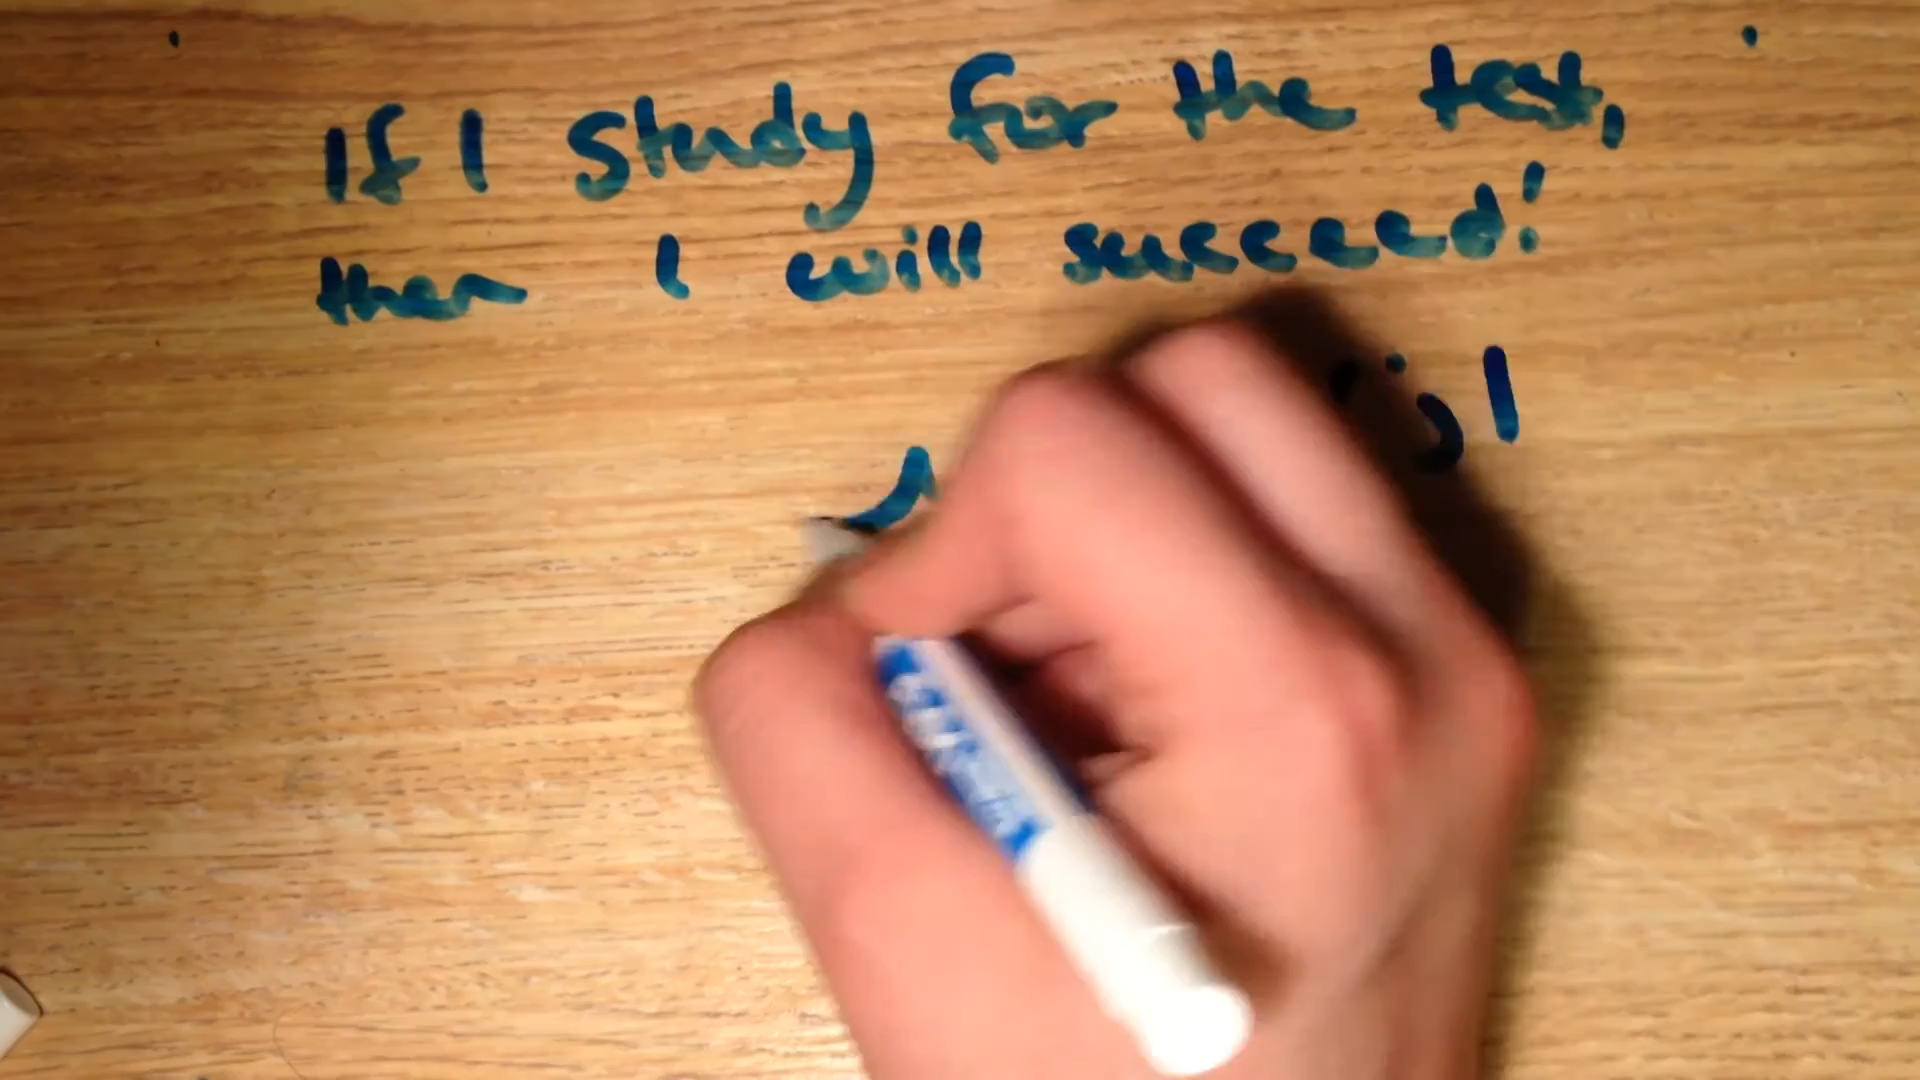 If I study for the test,
then I will succeed!